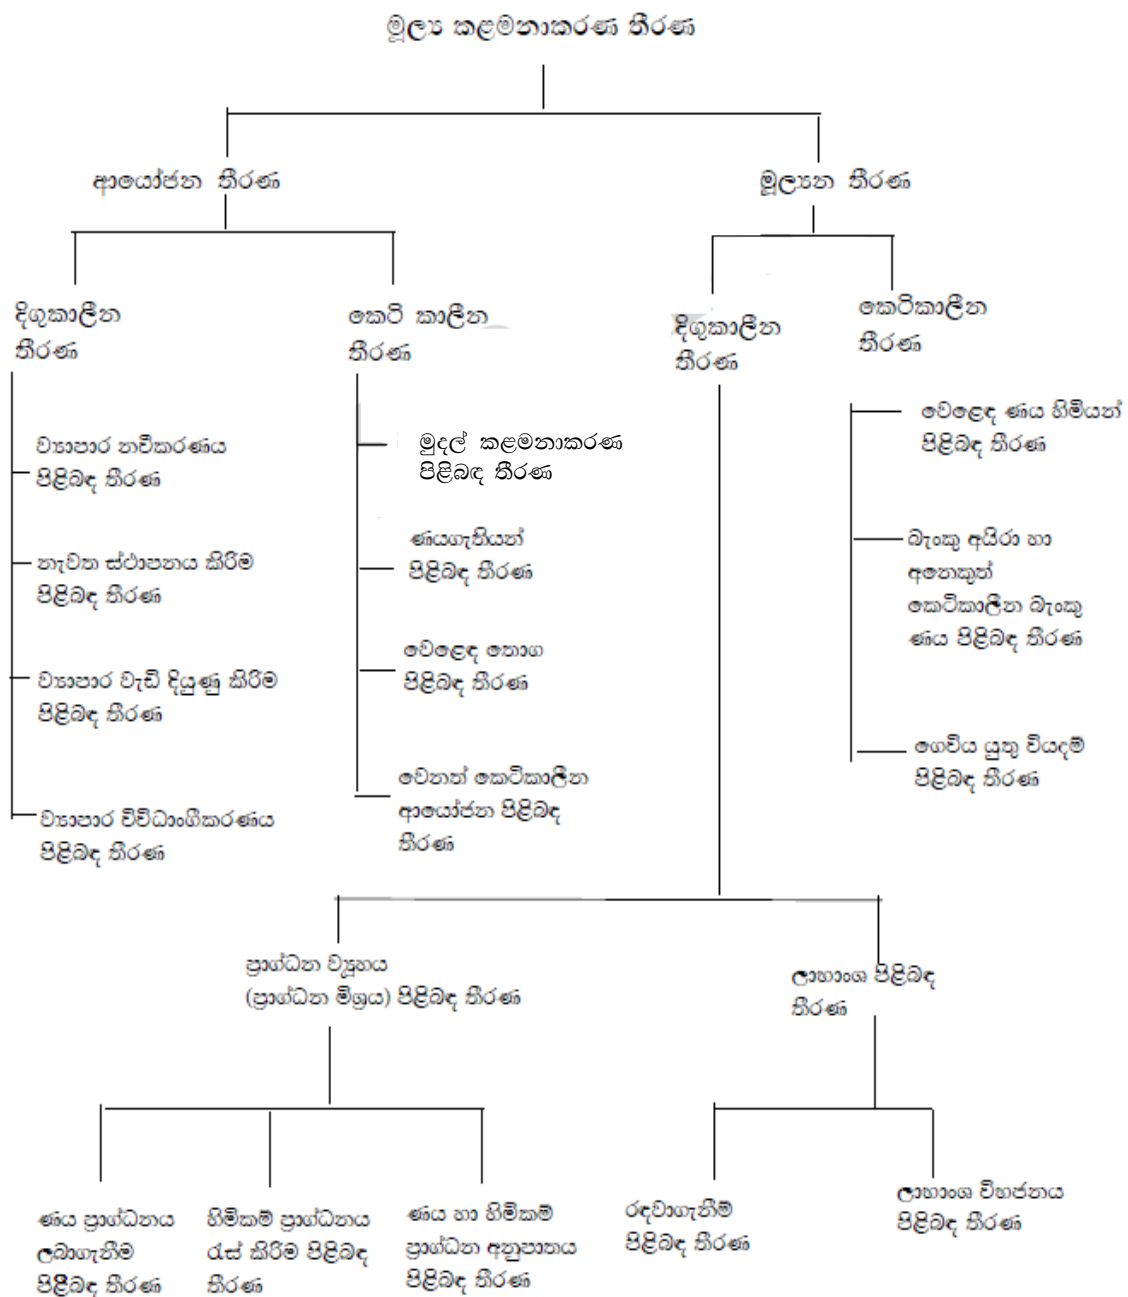 මූල්‍ය කළමනාකරණ තීරණ
ආයෝජන තීරණ
මූල්‍යන තීරණ
දිගුකාලීන
තීරණ
කෙටි කාලීන
තීරණ
දිගුකාලීන
තීරණ
කෙටිකාලීන
තීරණ
ව්‍යාපාර නවීකරණය
පිළිබඳ තීරණ
නැවත ස්ථාපනය කිරීම
පිළිබඳ තීරණ
ව්‍යාපාර වැඩි දියුණු කිරීම
පිළිබඳ තීරණ
ව්‍යාපාර විවිධාංගීකරණය
පිළිබඳ තීරණ
මුදල් කළමනාකරණ
පිළිබඳ තීරණ
ණයගැතියන්
පිළිබඳ තීරණ
වෙළෙඳ තොග
පිළිබඳ තීරණ
වෙනත් කෙටිකාලීන
ආයෝජන පිළිබඳ
තීරණ
වෙළෙඳ ණය හිමියන්
පිළිබඳ තීරණ
බැංකු අයිරා හා
අනෙකුත්
කෙටිකාලීන බැංකු
ණය පිළිබඳ තීරණ
ගෙවිය යුතු වියදම්
පිළිබඳ තීරණ
ප්‍රාග්ධන ව්‍යූහය
(ප්‍රාග්ධන මිශ්‍රය) පිළිබඳ තීරණ
ලාභාංශ පිළිබඳ
තීරණ
ණය ප්‍රාග්ධනය
ලබාගැනීම
පිළිබඳ තීරණ
හිමිකම් ප්‍රාග්ධනය
රැස් කිරීම පිළිබඳ
තීරණ
ණය හා හිමිකම්
ප්‍රාග්ධන අනුපාතය
පිළිබඳ තීරණ
රඳවාගැනීම්
පිළිබඳ තීරණ
ලාභාංශ විභජනය
පිළිබඳ තීරණ